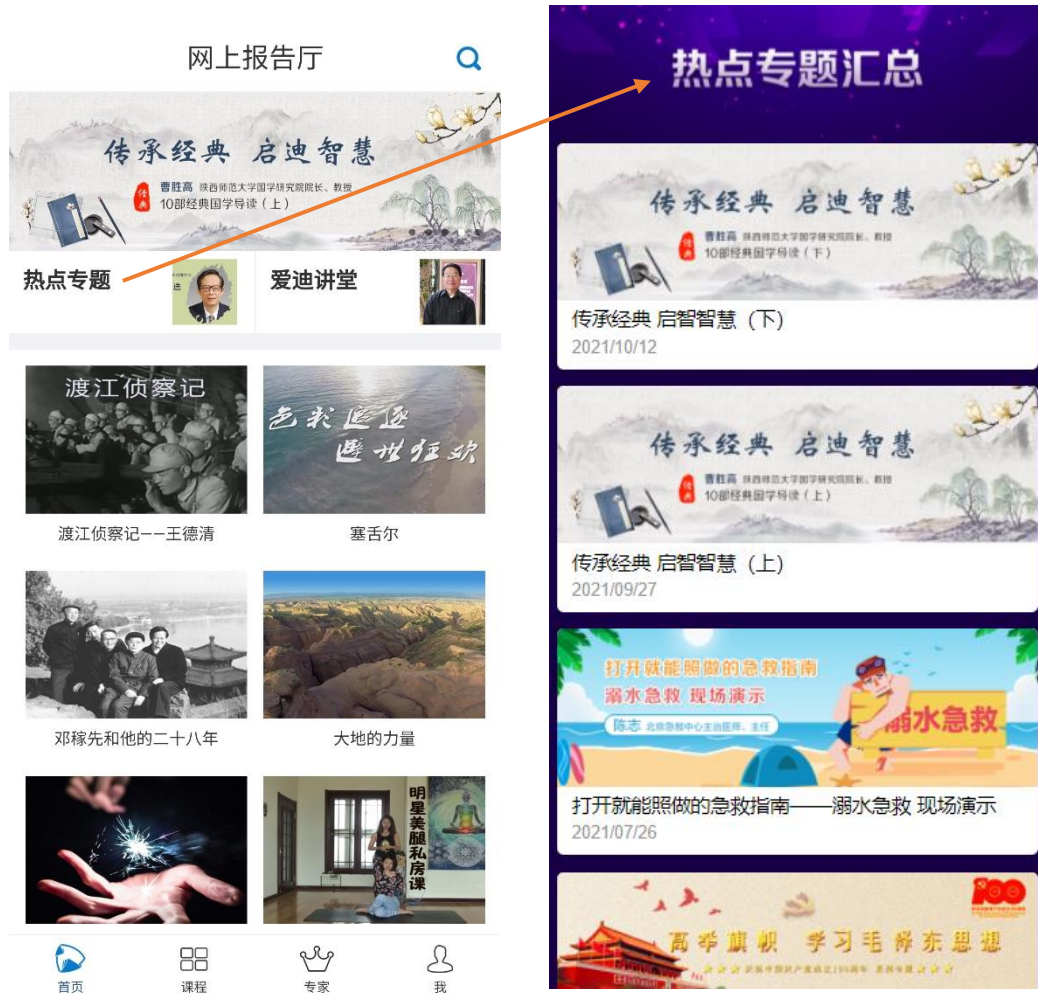 网上报告厅
传承经典 启迪智慧
曹胜高 陕西师范大学国学研究院院长、教授
10部经典国学导读(上)
热点专题
爱迪讲堂
渡江侦察记
色彩追逐
避世狂欢
渡江侦察记——王德清
塞舌尔
邓稼先和他的二十八年
大地的力量
明星美腿私房课
首页
课程
专家
我
热点专题汇总
传承经典 启迪智慧
曹胜高 陕西师范大学国学研究院院长、教授
10部经典国学导读(下)
传承经典 启智智慧(下)
2021/10/12
传承经典 启迪智慧
曹胜高 陕西师范大学国学研究院院长、教授
10部经典国学导读(上)
传承经典 启智智慧(上)
2021/09/27
打开就能照做的急救指南
溺水急救 现场演示
陈志 北京急救中心主治医师、主任
溺水急救
打开就能照做的急救指南——溺水急救 现场演示
2021/07/26
100
高举旗帜 学习毛泽东思想